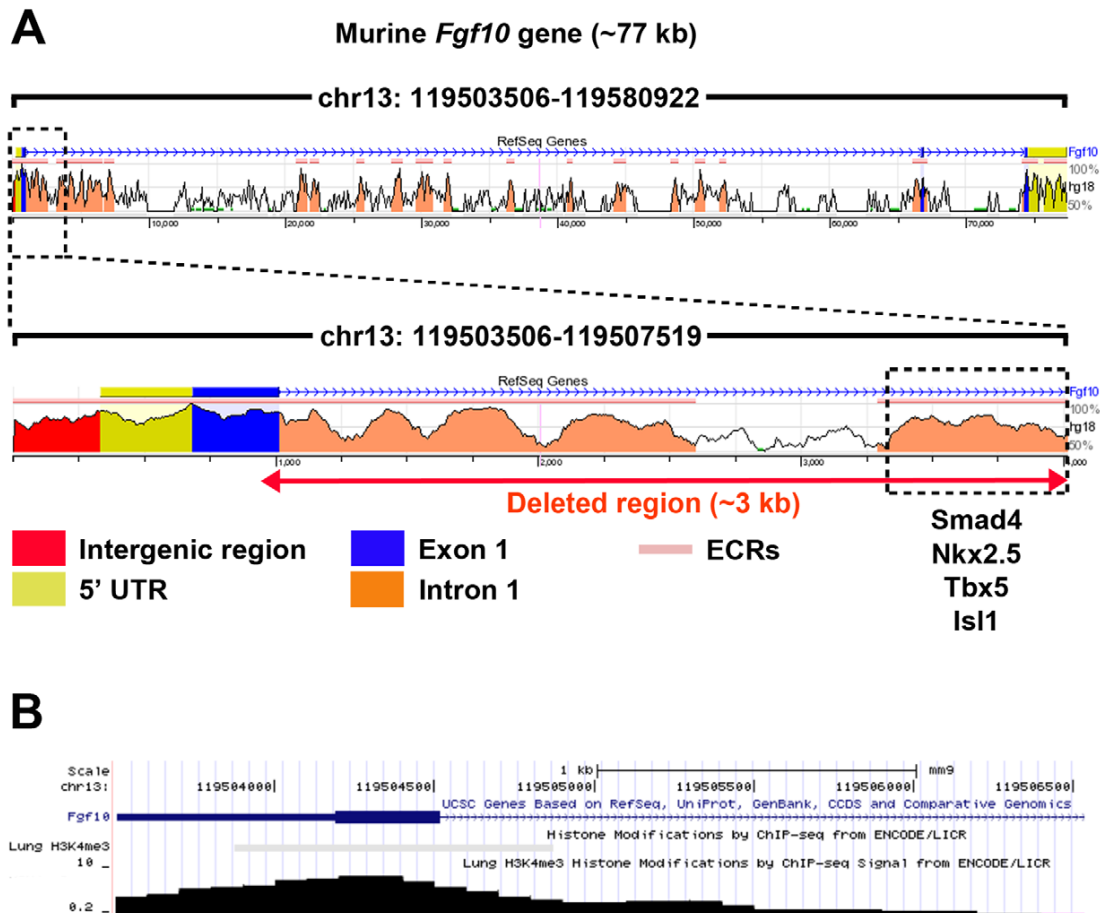 A
Murine Fgf10 gene (~77 kb)
chr13: 119503506-119580922
RefSeq Genes
Fgf10
100%
hg18
50%
10,000 20,000 30,000 40,000 50,000 60,000 70,000
chr13: 119503506-119507519
RefSeq Genes
Fgf10
100%
hg18
50%
1,000 2,000 3,000
Deleted region (~3 kb)
Intergenic region
Exon 1
ECRs
5’ UTR
Intron 1
Smad4
Nkx2.5
Tbx5
Isl1
B
Scale 1 kb mm9
chr13: 119504000 119504500 119505000 119505500 119506000 119506500
UCSC Genes Based on RefSeq, UniProt, GenBank, CCDS and Comparative Genomics
Fgf10
Histone Modifications by ChIP-seq from ENCODE/LICR
Lung H3K4me3
Lung H3K4me3 Histone Modifications by ChIP-seq Signal from ENCODE/LICR
10 _
0.2 _